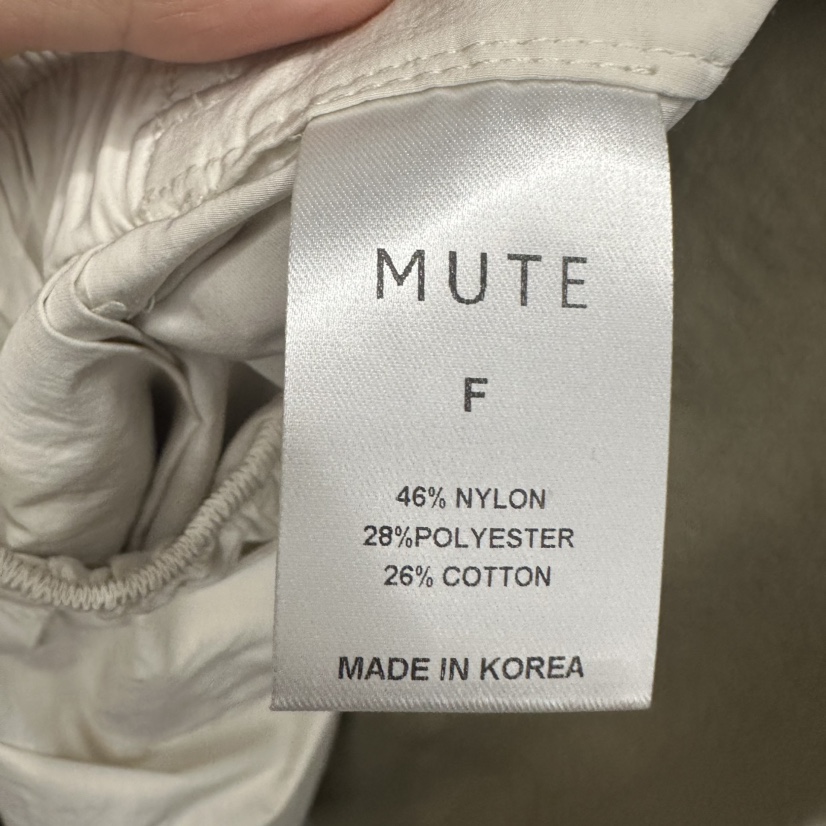 MUTE
F
46% NYLON
28%POLYESTER
26% COTTON
MADE IN KOREA